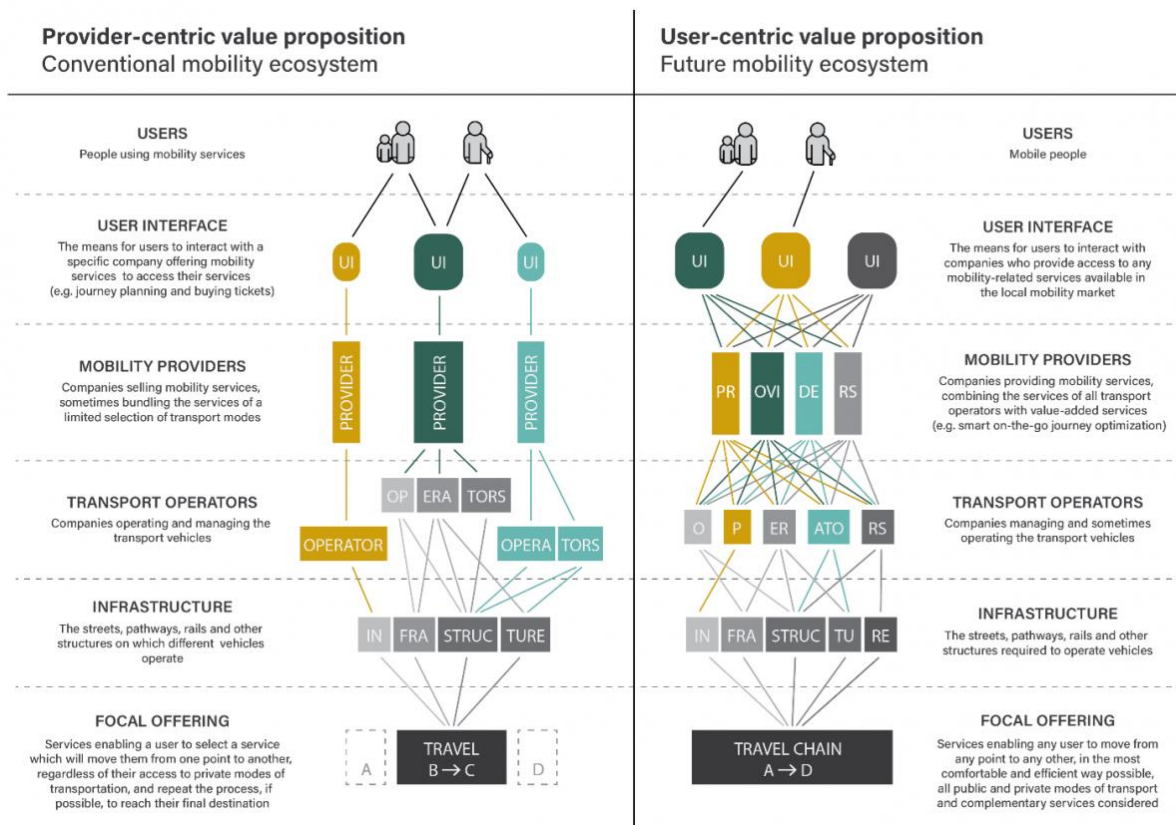 Provider-centric value proposition
Conventional mobility ecosystem
USERS
People using mobility services
USER INTERFACE
The means for users to interact with a
specific company offering mobility
services to access their services
(e.g. journey planning and buying tickets)
UI
UI
UI
MOBILITY PROVIDERS
Companies selling mobility services,
sometimes bundling the services of a
limited selection of transport modes
PROVIDER
PROVIDER
PROVIDER
TRANSPORT OPERATORS
Companies operating and managing the
transport vehicles
OP ERA TORS
OPERATOR
OPERA TORS
INFRASTRUCTURE
The streets, pathways, rails and other
structures on which different vehicles
operate
IN FRA STRUC TURE
FOCAL OFFERING
Services enabling a user to select a service
which will move them from one point to another,
regardless of their access to private modes of
transportation, and repeat the process, if
possible, to reach their final destination
A
TRAVEL
B → C
D
User-centric value proposition
Future mobility ecosystem
USERS
Mobile people
UI
UI
UI
USER INTERFACE
The means for users to interact with
companies who provide access to any
mobility-related services available in
the local mobility market
PR OVI DE RS
MOBILITY PROVIDERS
Companies providing mobility services,
combining the services of all transport
operators with value-added services
(e.g. smart on-the-go journey optimization)
O P ER ATO RS
TRANSPORT OPERATORS
Companies managing and sometimes
operating the transport vehicles
IN FRA STRUC TU RE
INFRASTRUCTURE
The streets, pathways, rails and other
structures required to operate vehicles
TRAVEL CHAIN
A → D
FOCAL OFFERING
Services enabling any user to move from
any point to any other, in the most
comfortable and efficient way possible,
all public and private modes of transport
and complementary services considered